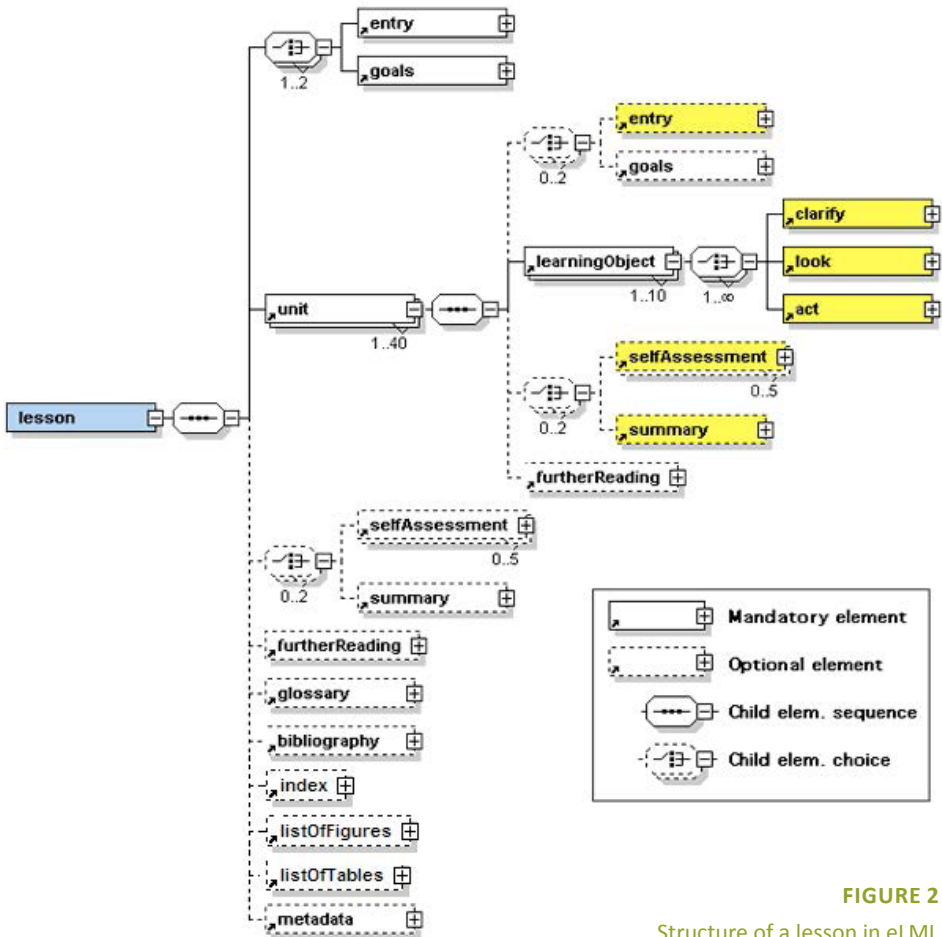 entry
1..2
goals
entry
0..2
goals
clarify
learningObject
look
1..10
1..∞
act
unit
1..40
selfAssessment
0..5
0..2
summary
lesson
furtherReading
selfAssessment
0..5
0..2
summary
furtherReading
glossary
bibliography
index
listOfFigures
listOfTables
metadata
Mandatory element
Optional element
Child elem. sequence
Child elem. choice
FIGURE 2
Structure of a lesson in eLML